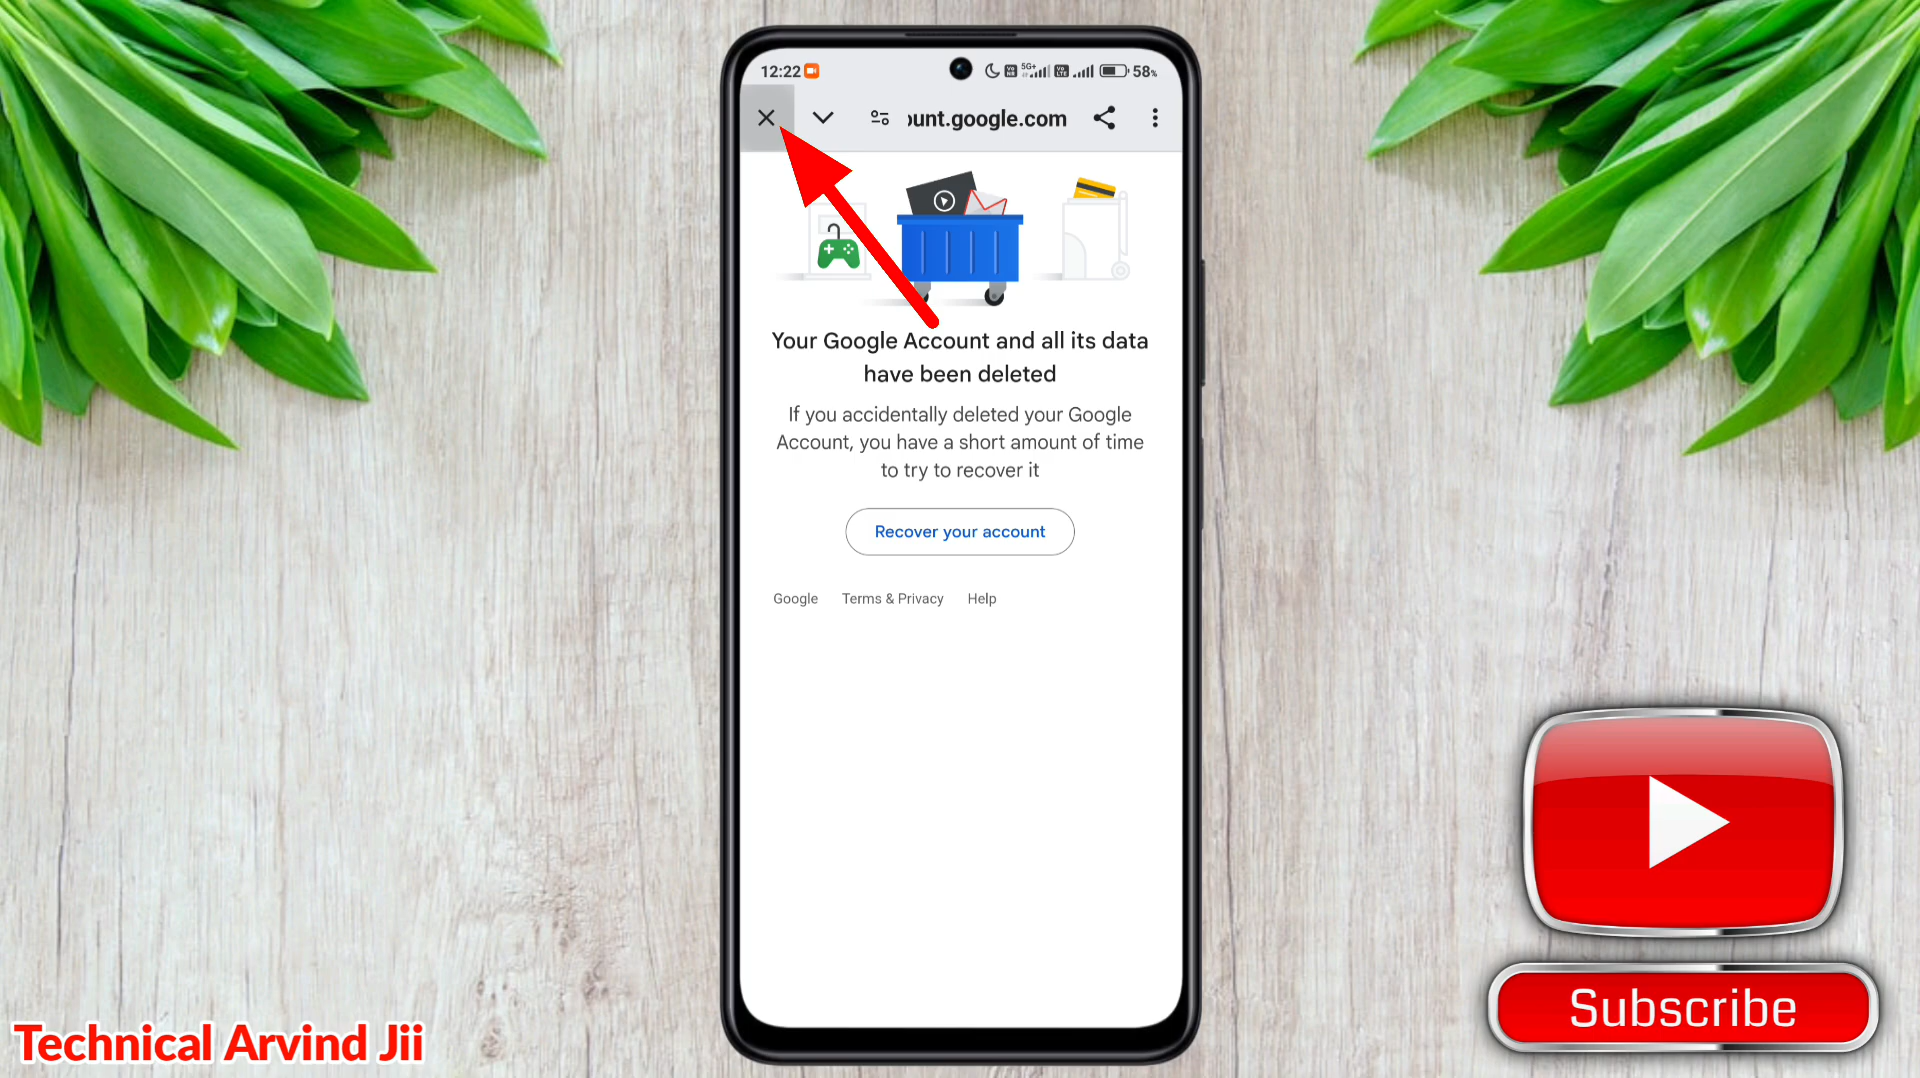 12:22
5G+
58%
ount.google.com
Your Google Account and all its data
have been deleted
If you accidentally deleted your Google
Account, you have a short amount of time
to try to recover it
Recover your account
Google Terms & Privacy Help
Subscribe
Technical Arvind Jii